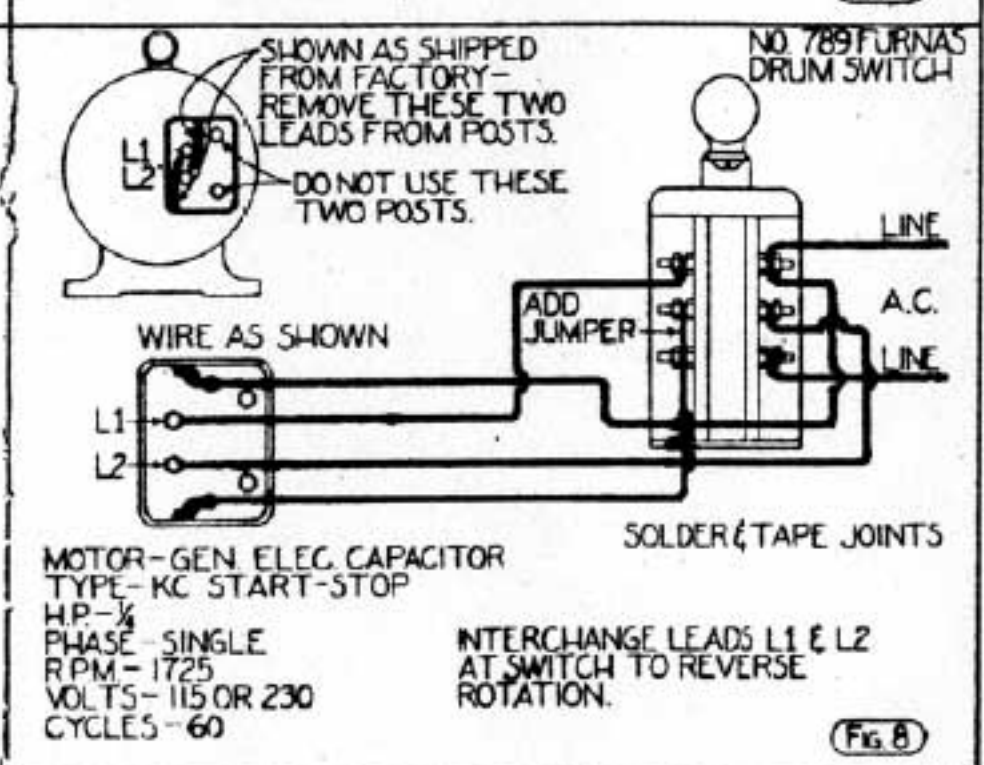 SHOWN AS SHIPPED
FROM FACTORY-
REMOVE THESE TWO
LEADS FROM POSTS.
NO. 789 FURNAS
DRUM SWITCH
L1
L2
DO NOT USE THESE
TWO POSTS.
LINE
ADD
JUMPER
A.C.
WIRE AS SHOWN
LINE
L1
L2
SOLDER & TAPE JOINTS
MOTOR-GEN. ELEC. CAPACITOR
TYPE-KC START-STOP
H.P.-¼
PHASE-SINGLE
R.P.M.-1725
VOLTS-115 OR 230
CYCLES-60
INTERCHANGE LEADS L1 & L2
AT SWITCH TO REVERSE
ROTATION.
FIG. 8